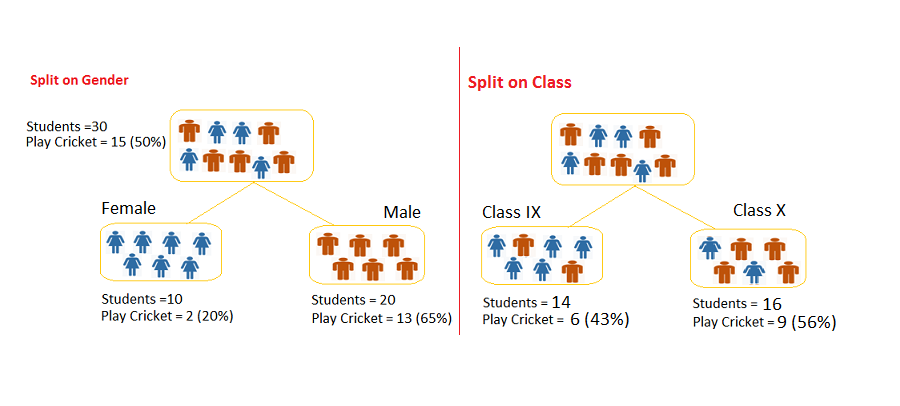 Split on Gender
Students =30
Play Cricket = 15 (50%)
Female
Male
Students =10
Play Cricket = 2 (20%)
Students = 20
Play Cricket = 13 (65%)
Split on Class
Class IX
Class X
Students = 14
Play Cricket = 6 (43%)
Students = 16
Play Cricket = 9 (56%)